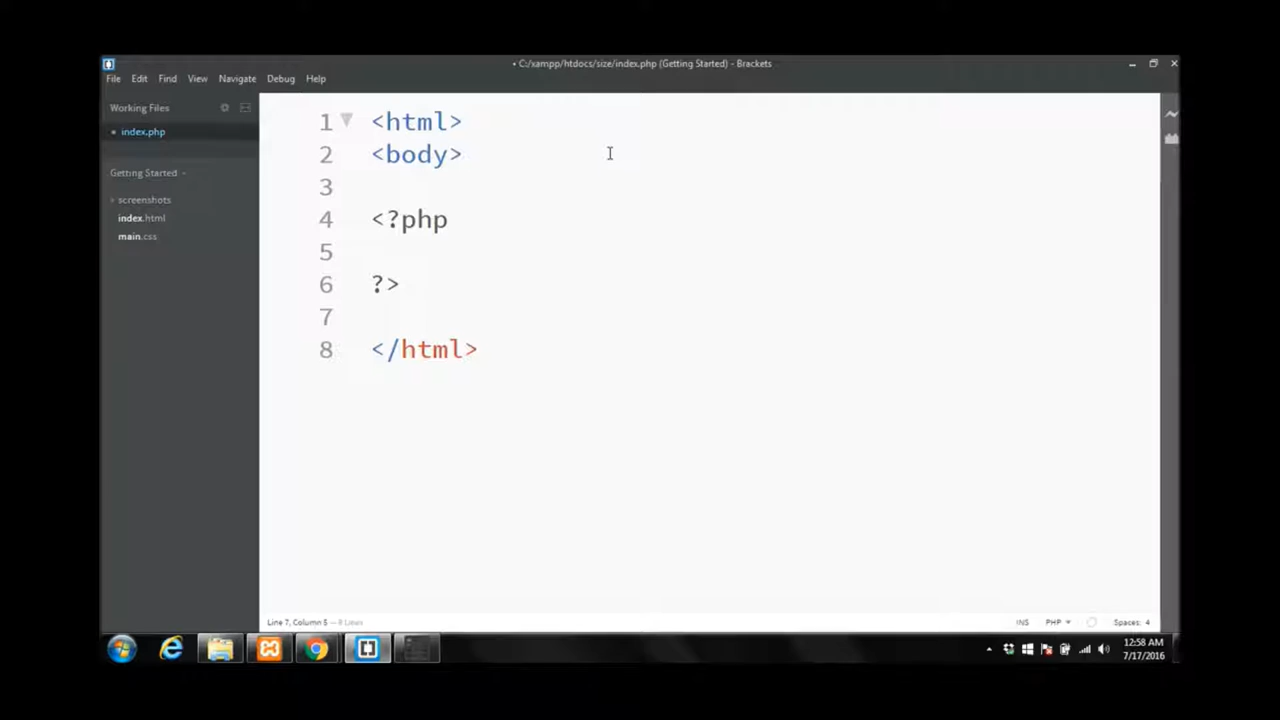 • C:/xampp/htdocs/size/index.php (Getting Started) - Brackets
File Edit Find View Navigate Debug Help
Working Files
• index.php
Getting Started
screenshots
index.html
main.css
1 <html>
2 <body>
3
4 <?php
5
6 ?>
7
8 </html>
Line 7, Column 5 — 8 Lines
INS PHP Spaces: 4
12:58 AM
7/17/2016